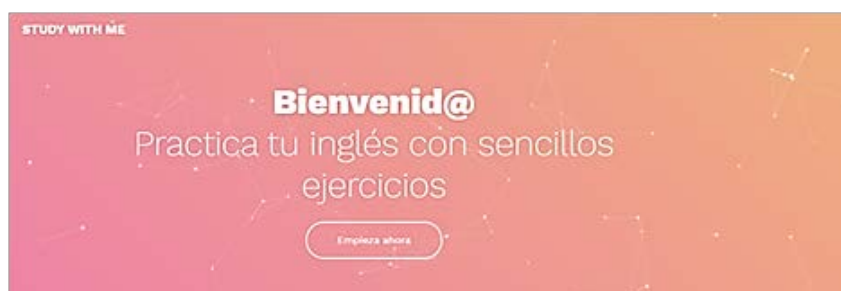 STUDY WITH ME
Bienvenid@
Practica tu inglés con sencillos
ejercicios
Empieza ahora